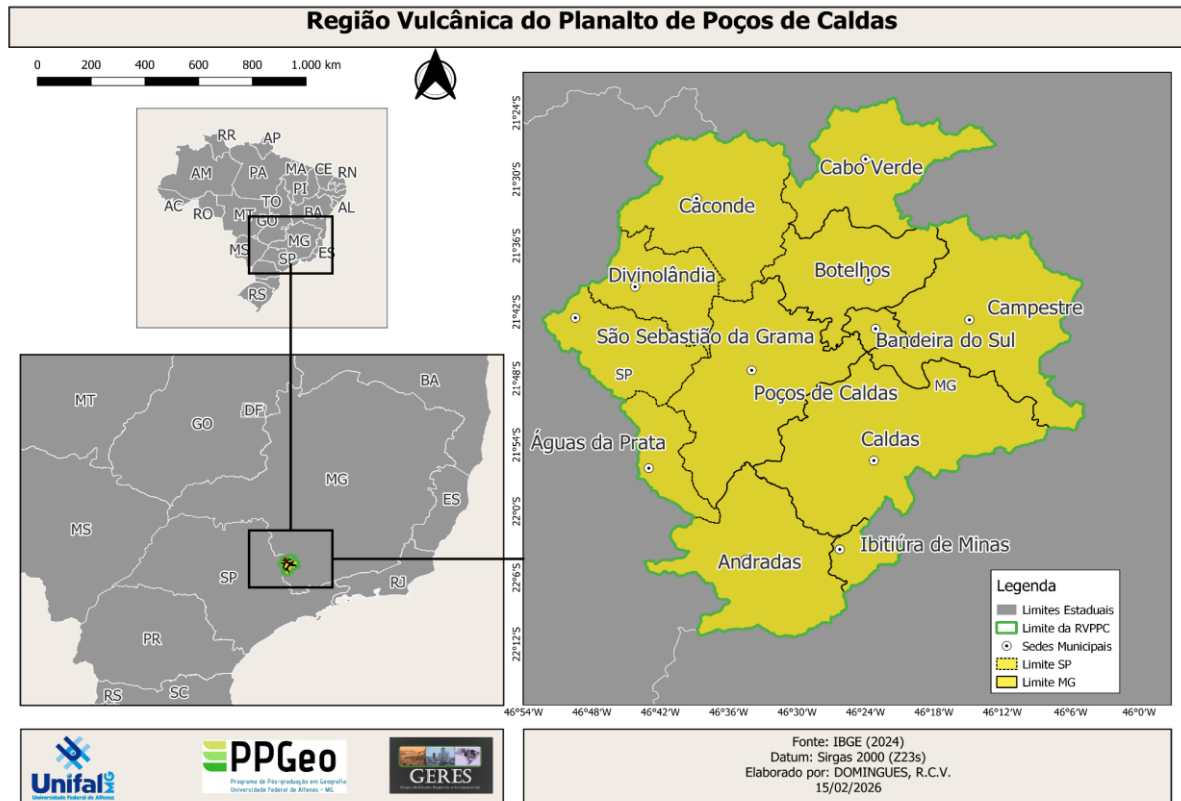 Região Vulcânica do Planalto de Poços de Caldas
0 200 400 600 800 1.000 km
RR
AP
AM
PA
MA
CE
RN
PI
AC
RO
TO
AL
MT
BA
GO
MG
MS
ES
SP
RS
MT
GO
DF
BA
MG
ES
MS
SP
RJ
PR
SC
RS
21°24'S
21°30'S
21°36'S
21°42'S
21°48'S
21°54'S
22°0'S
22°6'S
22°12'S
Cabo Verde
Caconde
Divinolândia
Botelhos
Campestre
São Sebastião da Grama
Bandeira do Sul
SP
MG
Poços de Caldas
Águas da Prata
Caldas
Andradas
Ibitiúra de Minas
Legenda
Limites Estaduais
Limite da RVPPC
Sedes Municipais
Limite SP
Limite MG
46°54'W 46°48'W 46°42'W 46°36'W 46°30'W 46°24'W 46°18'W 46°12'W 46°6'W 46°0'W
Unifal MG
Universidade Federal de Alfenas
PPGeo
Programa de Pós-graduação em Geografia
Universidade Federal de Alfenas - MG
GERES
Fonte: IBGE (2024)
Datum: Sirgas 2000 (Z23s)
Elaborado por: DOMINGUES, R.C.V.
15/02/2026